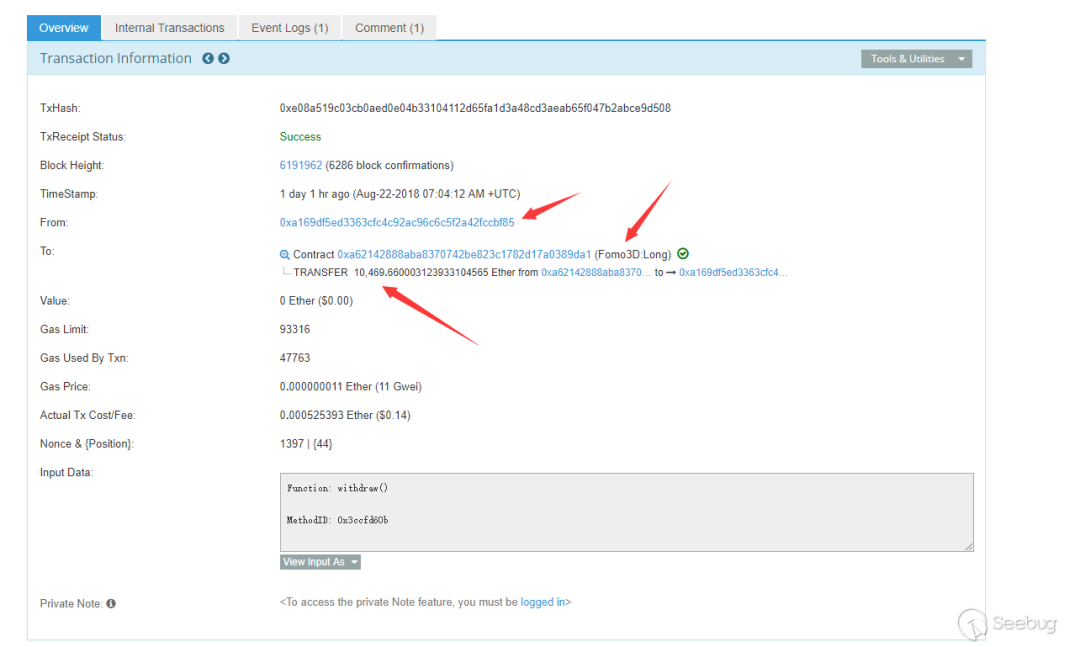 Overview Internal Transactions Event Logs (1) Comment (1)
Transaction Information Tools & Utilities
TxHash: 0xe08a519c03cb0aed0e04b33104112d65fa1d3a48cd3aeab65f047b2abce9d508
TxReceipt Status: Success
Block Height: 6191962 (6286 block confirmations)
TimeStamp: 1 day 1 hr ago (Aug-22-2018 07:04:12 AM +UTC)
From: 0xa169df5ed3363cfc4c92ac96c6c5f2a42fccbf85
To: Contract 0xa62142888aba8370742be823c1782d17a0389da1 (Fomo3D:Long)
TRANSFER 10,469.660003123933104565 Ether from 0xa62142888aba8370... to → 0xa169df5ed3363cfc4...
Value: 0 Ether ($0.00)
Gas Limit: 93316
Gas Used By Txn: 47763
Gas Price: 0.000000011 Ether (11 Gwei)
Actual Tx Cost/Fee: 0.000525393 Ether ($0.14)
Nonce & {Position}: 1397 | {44}
Input Data:
Function: withdraw()
MethodID: 0x3ccfd60b
View Input As
Private Note: <To access the private Note feature, you must be logged in>
Seebug